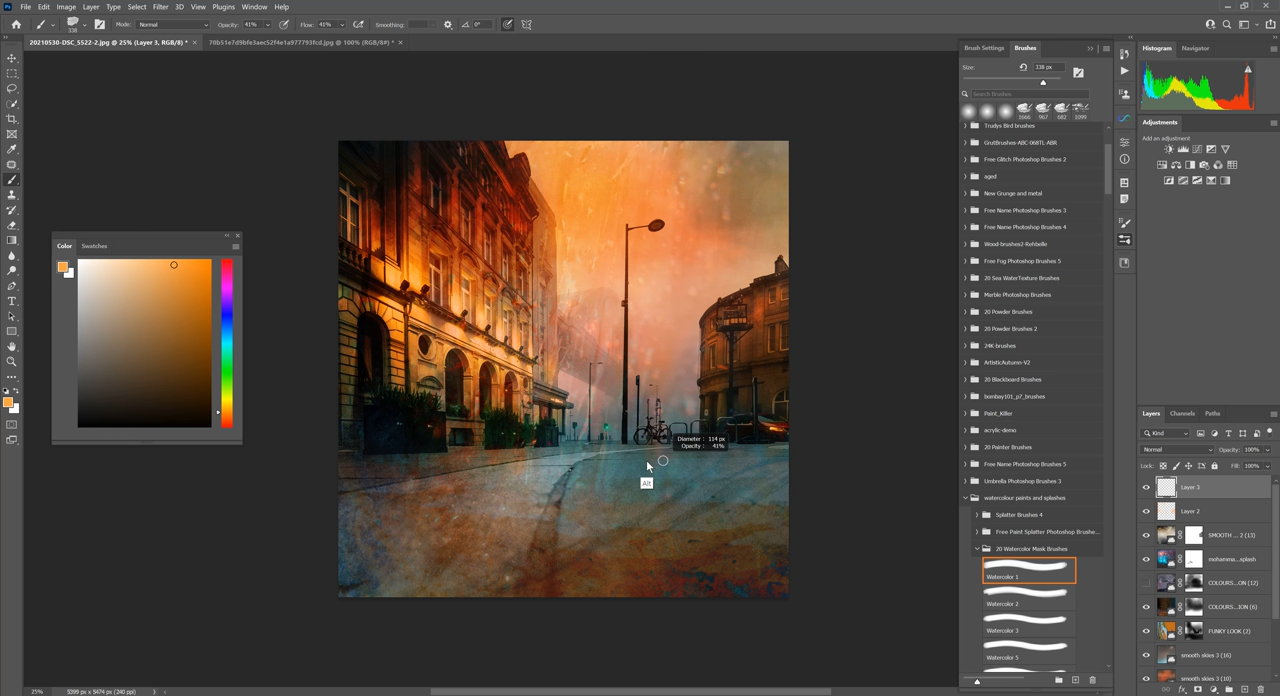 File Edit Image Layer Type Select Filter 3D View Plugins Window Help
338 Mode: Normal Opacity: 41% Flow: 41% Smoothing: 0°
20210530-DSC_5522-2.jpg @ 25% (Layer 3, RGB/8) * × 70b51e7d9bfe3aec52f4e1a977793fcd.jpg @ 100% (RGB/8#) * ×
Color Swatches
Diameter : 114 px
Opacity : 41%
Alt
Brush Settings Brushes
Size: 338 px
Search Brushes
1666 967 682 1099
Trudys Bird brushes
GrutBrushes-ABC-068TL-ABR
Free Glitch Photoshop Brushes 2
aged
New Grunge and metal
Free Name Photoshop Brushes 3
Free Name Photoshop Brushes 4
Wood-brushes2-Rehbelle
Free Fog Photoshop Brushes 5
20 Sea WaterTexture Brushes
Marble Photoshop Brushes
20 Powder Brushes
20 Powder Brushes 2
24K-brushes
ArtisticAutumn-V2
20 Blackboard Brushes
bombay101_p7_brushes
Paint_Killer
acrylic-demo
20 Painter Brushes
Free Name Photoshop Brushes 5
Umbrella Photoshop Brushes 3
watercolour paints and splashes
Splatter Brushes 4
Free Paint Splatter Photoshop Brushe...
20 Watercolor Mask Brushes
Watercolor 1
Watercolor 2
Watercolor 3
Watercolor 5
Histogram Navigator
Adjustments
Add an adjustment
Layers Channels Paths
Kind
Normal Opacity: 100%
Lock: Fill: 100%
Layer 3
Layer 2
SMOOTH ... 2 (13)
mohamma...splash
COLOURS...ON (12)
COLOURS...ION (6)
FUNKY LOOK (2)
smooth skies 3 (16)
smooth skies 3 (10)
25% 5399 px x 5474 px (240 ppi)